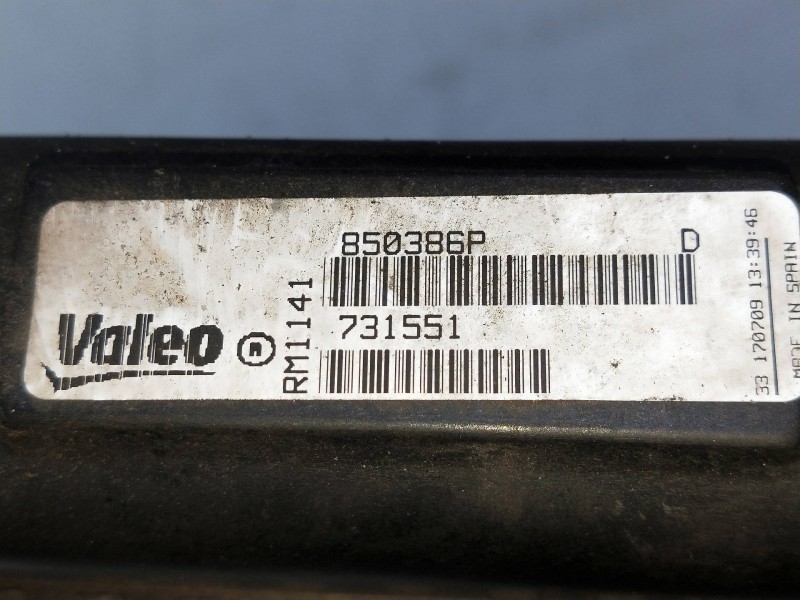 Valeo
RM1141
850386P D
731551
33 170709 13:39:46
MADE IN SPAIN